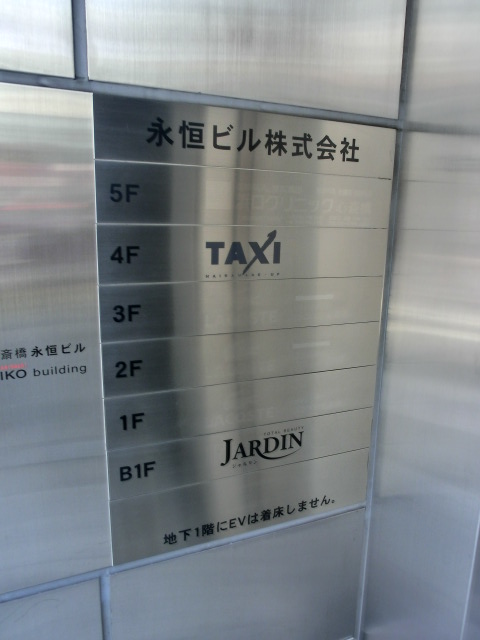 永恒ビル株式会社
5F
4F TAXI
3F
2F
1F
B1F JARDIN
TOTAL BEAUTY
地下1階にEVは着床しません。
斎橋 永恒ビル
IKO building